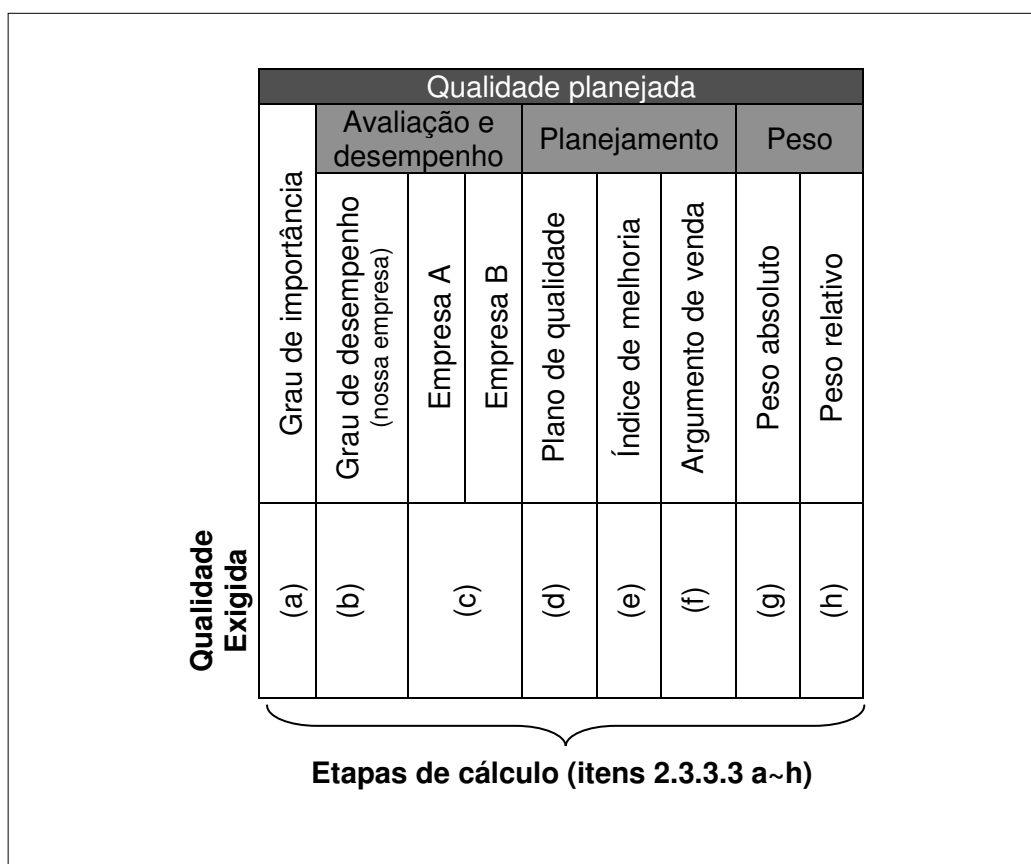 Qualidade planejada
Avaliação e
desempenho
Planejamento
Peso
Grau de importância
Grau de desempenho
(nossa empresa)
Empresa A
Empresa B
Plano de qualidade
Índice de melhoria
Argumento de venda
Peso absoluto
Peso relativo
Qualidade
Exigida
(a)
(b)
(c)
(d)
(e)
(f)
(g)
(h)
Etapas de cálculo (itens 2.3.3.3 a~h)